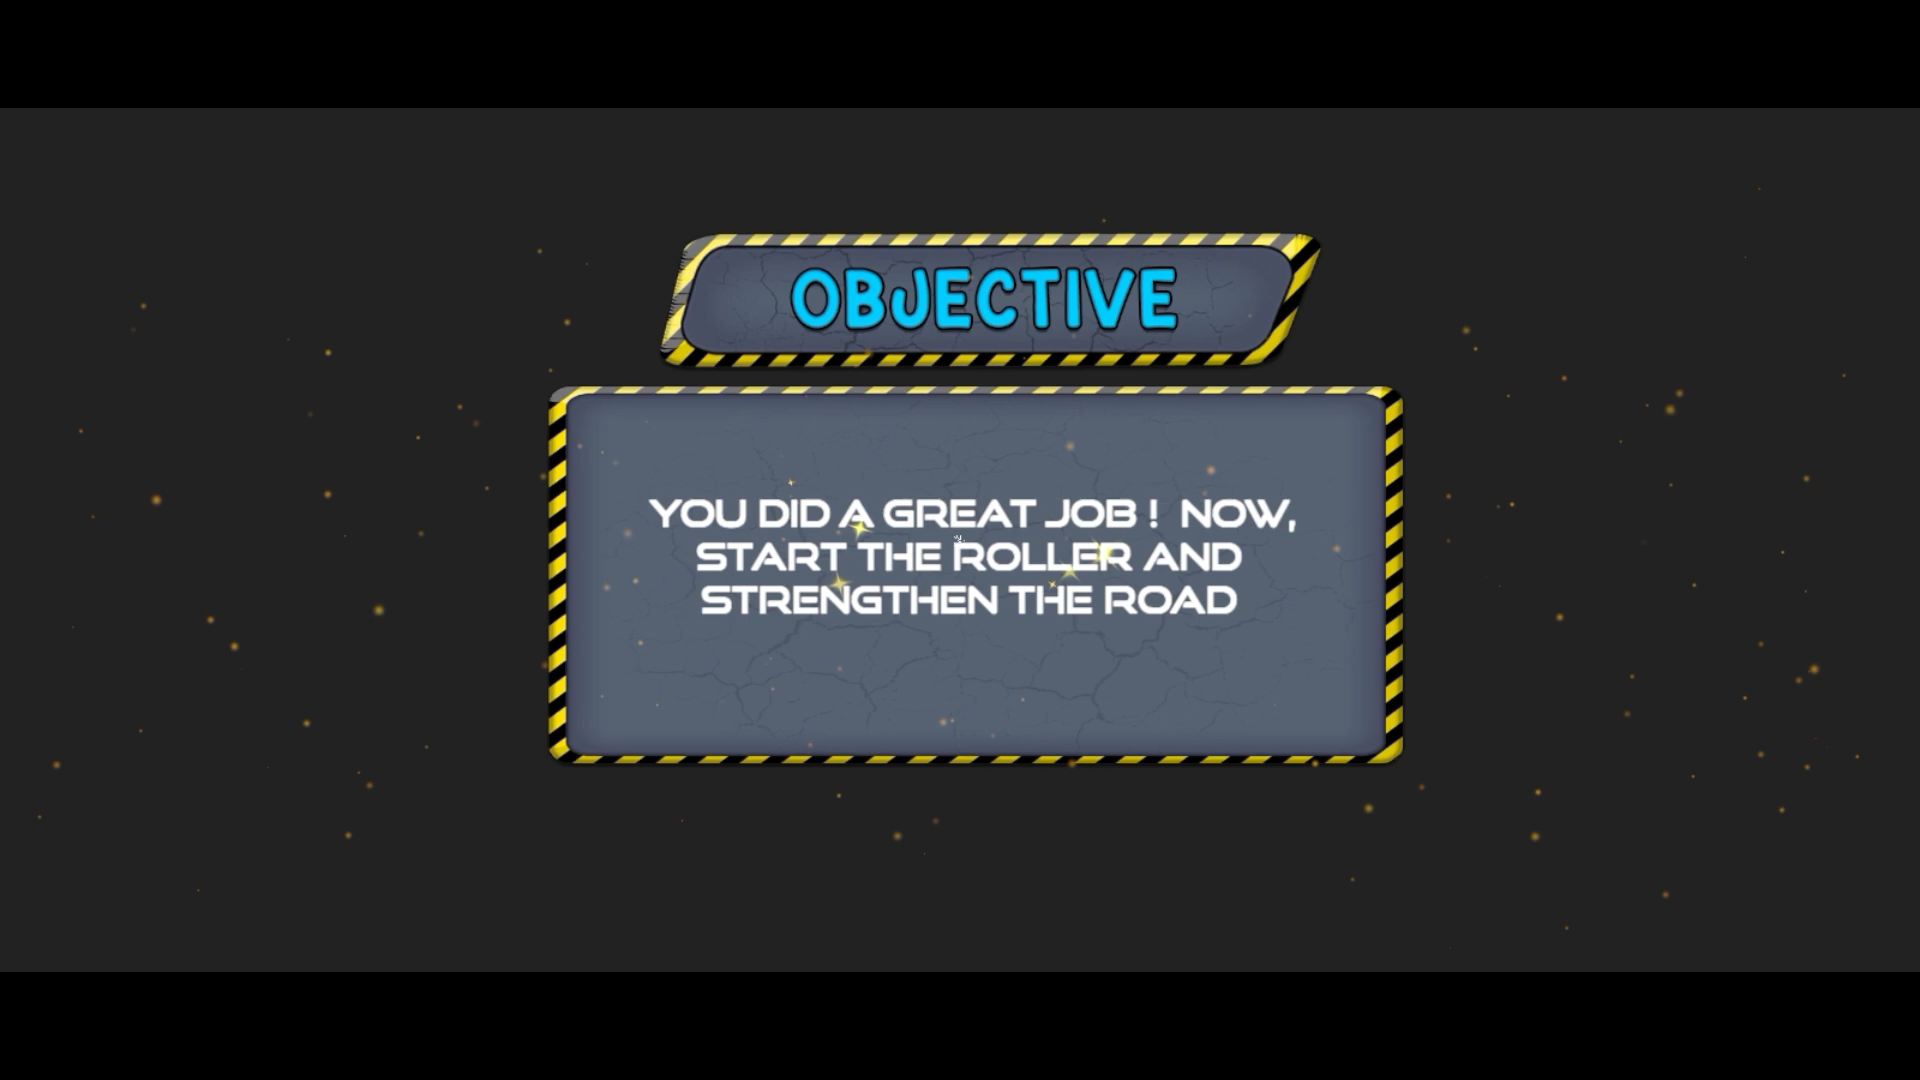 OBJECTIVE
YOU DID A GREAT JOB ! NOW,
START THE ROLLER AND
STRENGTHEN THE ROAD